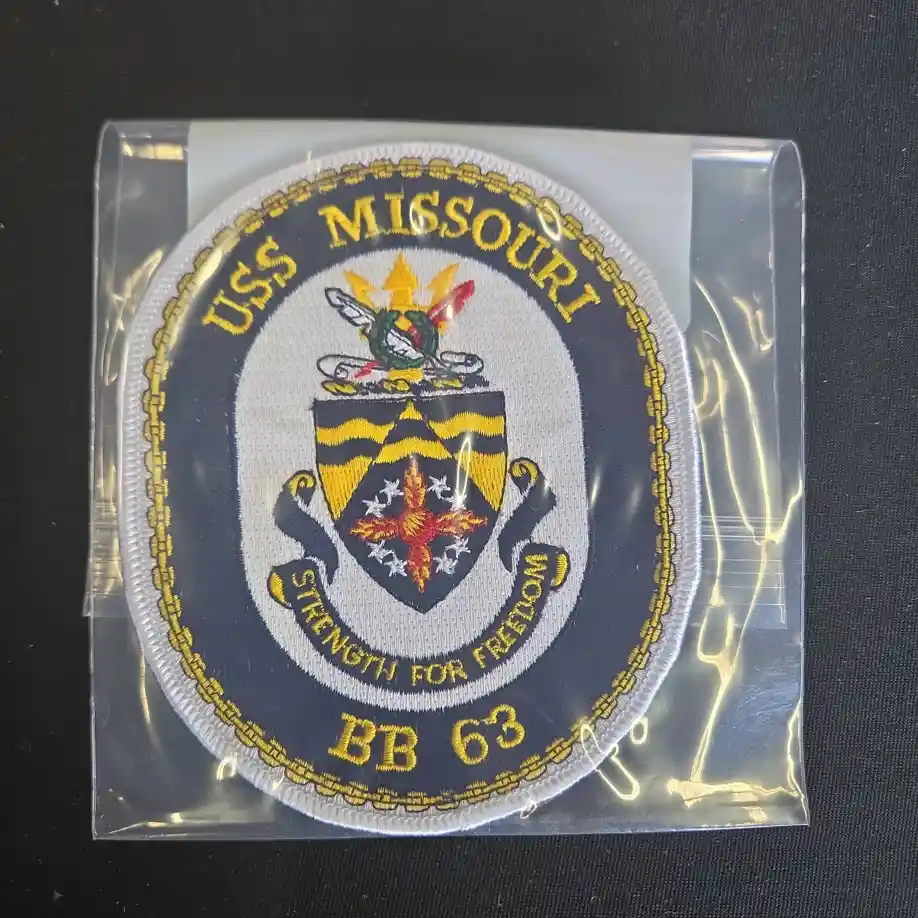 USS MISSOURI
STRENGTH FOR FREEDOM
BB 63